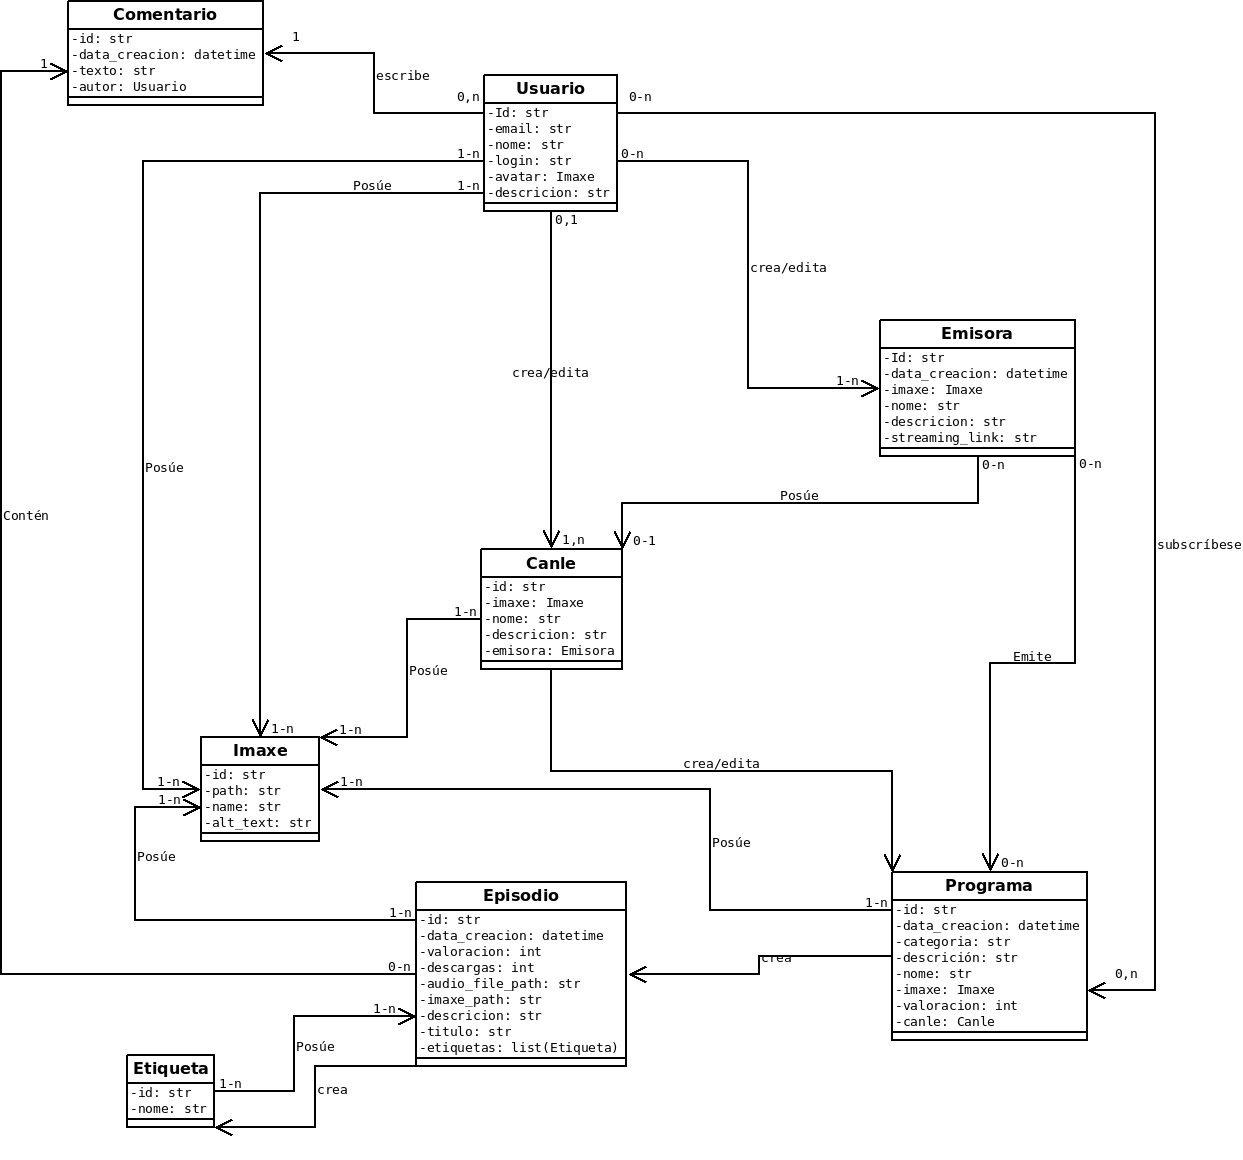 Comentario
-id: str
-data_creacion: datetime
-texto: str
-autor: Usuario
1
1
escribe
0,n
Usuario
-Id: str
-email: str
-nome: str
-login: str
-avatar: Imaxe
-descricion: str
0-n
1-n
0-n
Posúe
1-n
0,1
crea/edita
Emisora
-Id: str
-data_creacion: datetime
-imaxe: Imaxe
-nome: str
-descricion: str
-streaming_link: str
1-n
crea/edita
Posúe
0-n
0-n
Posúe
Contén
1,n
0-1
subscríbese
Canle
-id: str
-imaxe: Imaxe
-nome: str
-descricion: str
-emisora: Emisora
1-n
Posúe
Emite
1-n
1-n
Imaxe
-id: str
-path: str
-name: str
-alt_text: str
1-n
1-n
1-n
crea/edita
Posúe
Posúe
0-n
Programa
-id: str
-data_creacion: datetime
-categoria: str
-descrición: str
-nome: str
-imaxe: Imaxe
-valoracion: int
-canle: Canle
1-n
0,n
crea
Episodio
-id: str
-data_creacion: datetime
-valoracion: int
-descargas: int
-audio_file_path: str
-imaxe_path: str
-descricion: str
-titulo: str
-etiquetas: list(Etiqueta)
1-n
0-n
1-n
Posúe
Etiqueta
-id: str
-nome: str
1-n
crea